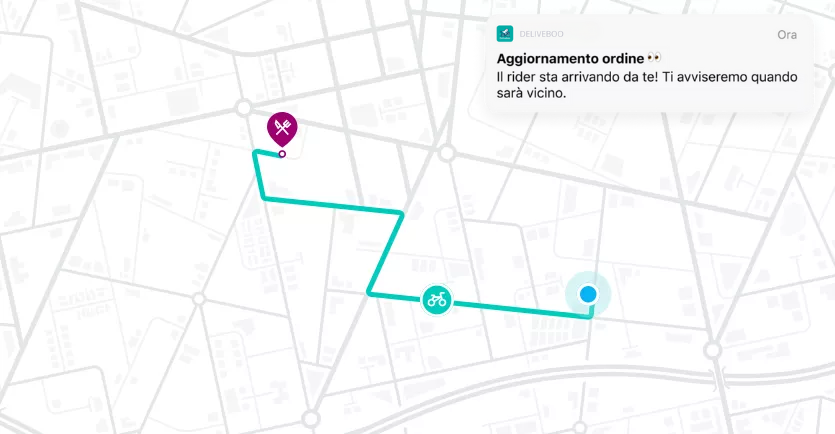 DELIVEBOO
Ora
Aggiornamento ordine 👀
Il rider sta arrivando da te! Ti avviseremo quando
sarà vicino.